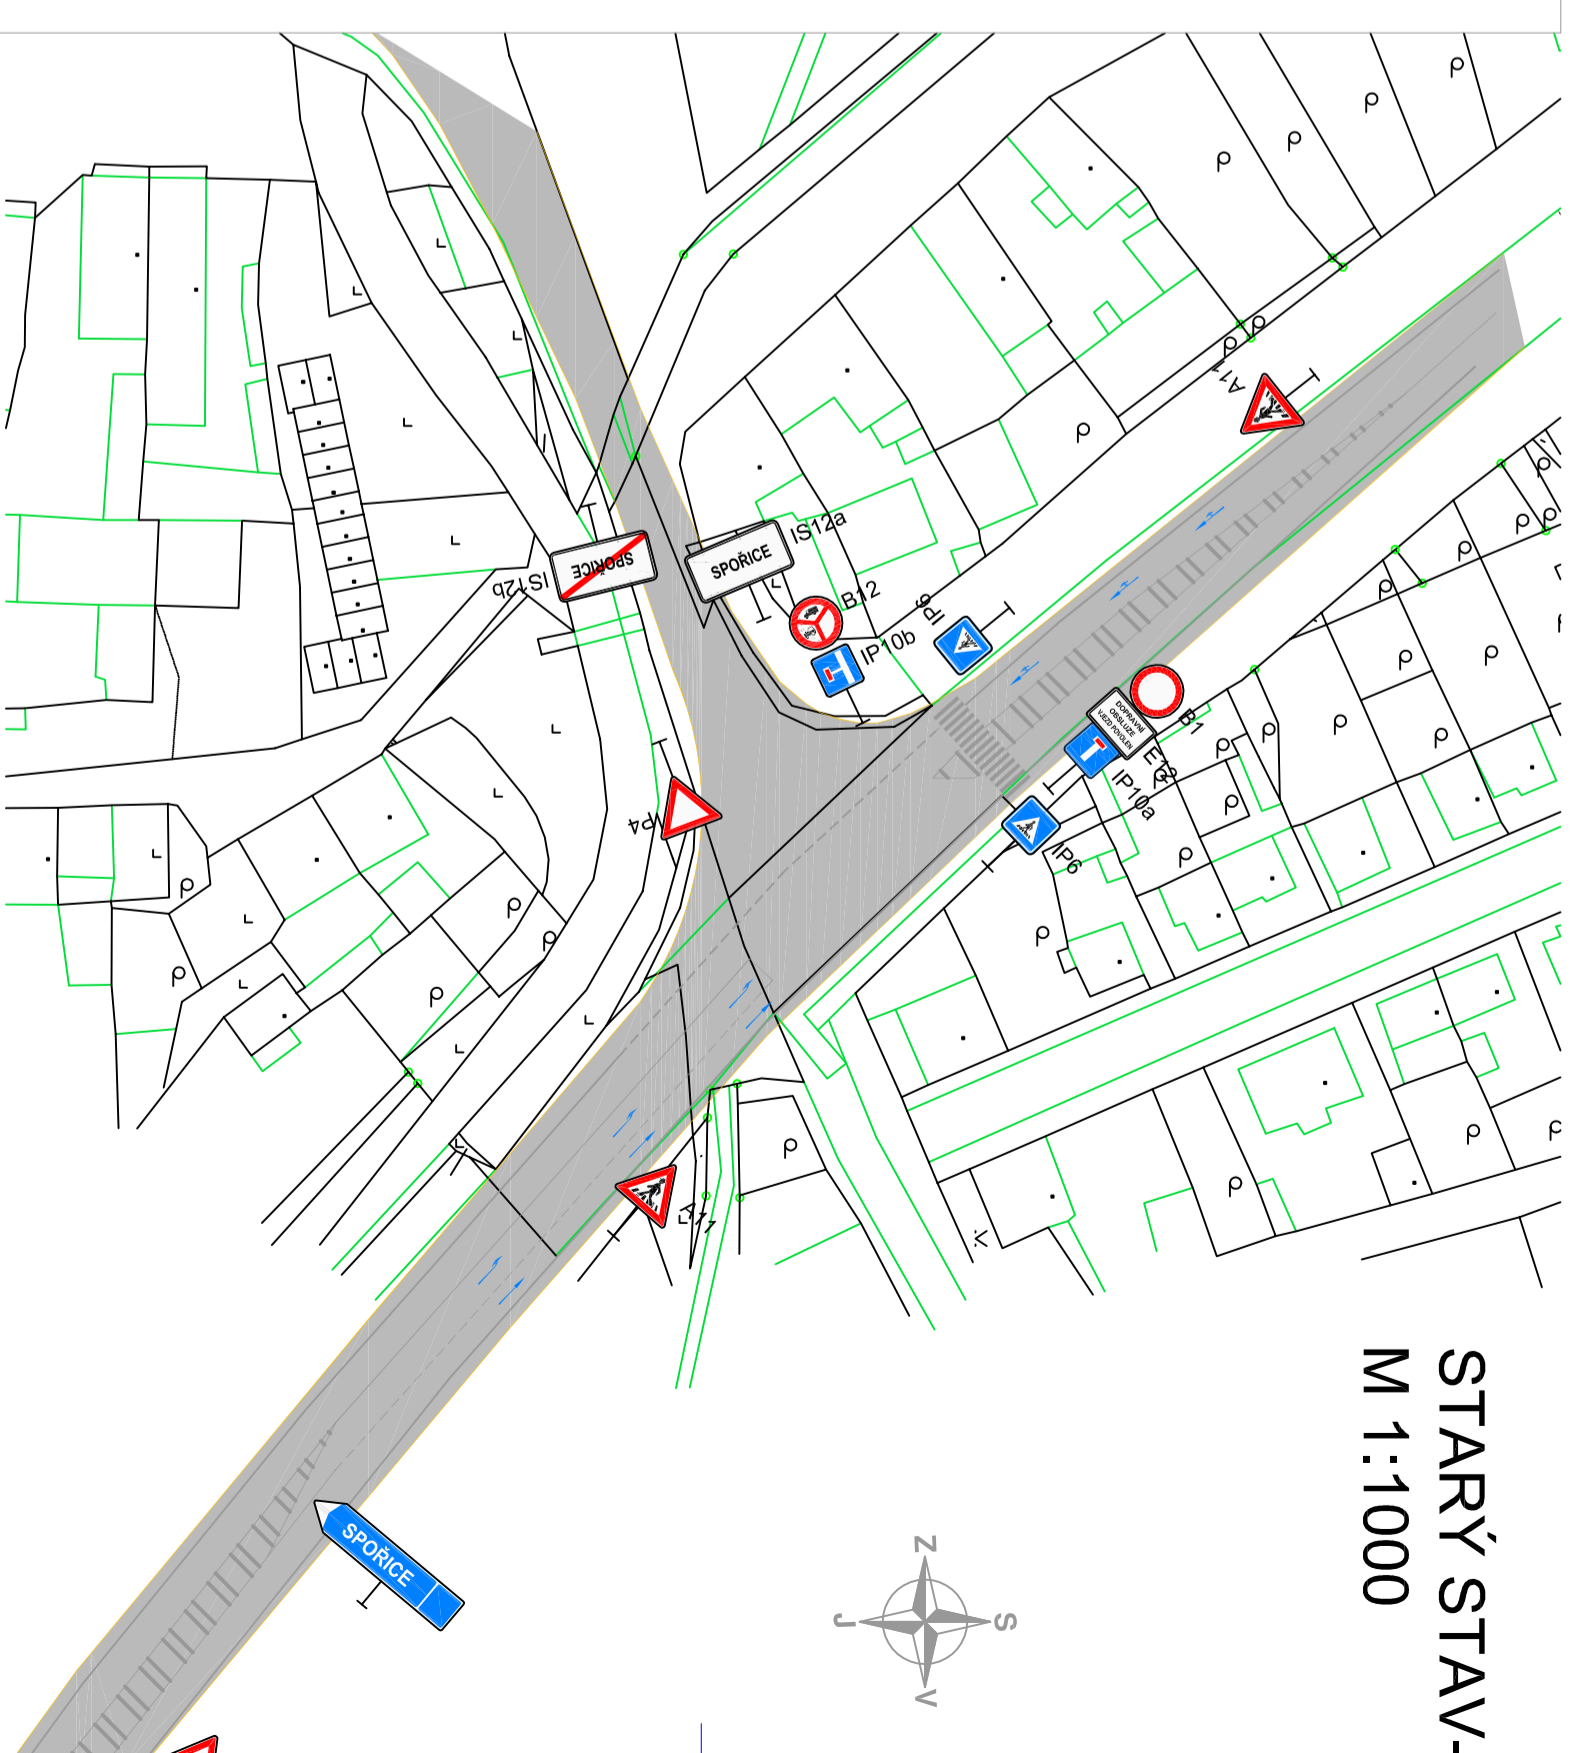 STARÝ STAV-
M 1:1000
A11
IS12a
SPOŘICE
SPOŘICE
IS12b
B12
IP10b
IP6
B1
DOPRAVNÍ
OBSLUZE
VJEZD POVOLEN
E12
IP10a
IP6
P4
A11
SPOŘICE
Z
J
S
V